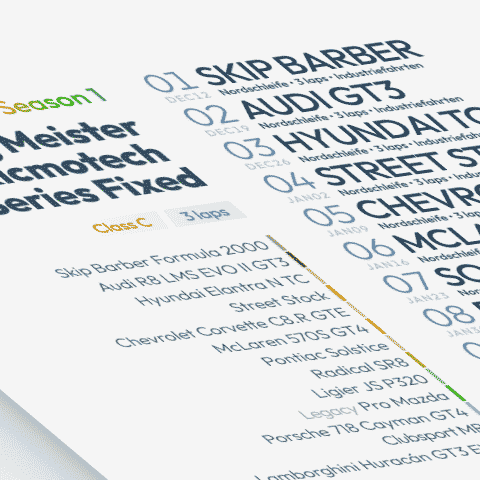 Season 1
Meister
icmotech
series Fixed
Class C
3 laps
Skip Barber Formula 2000
Audi R8 LMS EVO II GT3
Hyundai Elantra N TC
Street Stock
Chevrolet Corvette C8.R GTE
McLaren 570S GT4
Pontiac Solstice
Radical SR8
Ligier JS P320
Legacy Pro Mazda
Porsche 718 Cayman GT4
Clubsport MR
Lamborghini Huracán GT3 E
01 SKIP BARBER
DEC12 Nordschleife • 3 laps • Industriefahrten
02 AUDI GT3
DEC19 Nordschleife • 3 laps • Industriefahrten
03 HYUNDAI TC
DEC26 Nordschleife • 3 laps • Industriefahrten
04 STREET ST
JAN02 Nordschleife • 3 laps • Industriefahrten
05 CHEVRO
JAN09 Nordschleife • 3 laps • Indus
06 MCLA
JAN16 Nordschleife • 3 l
07 SO
JAN23 Nor
08
JAN30